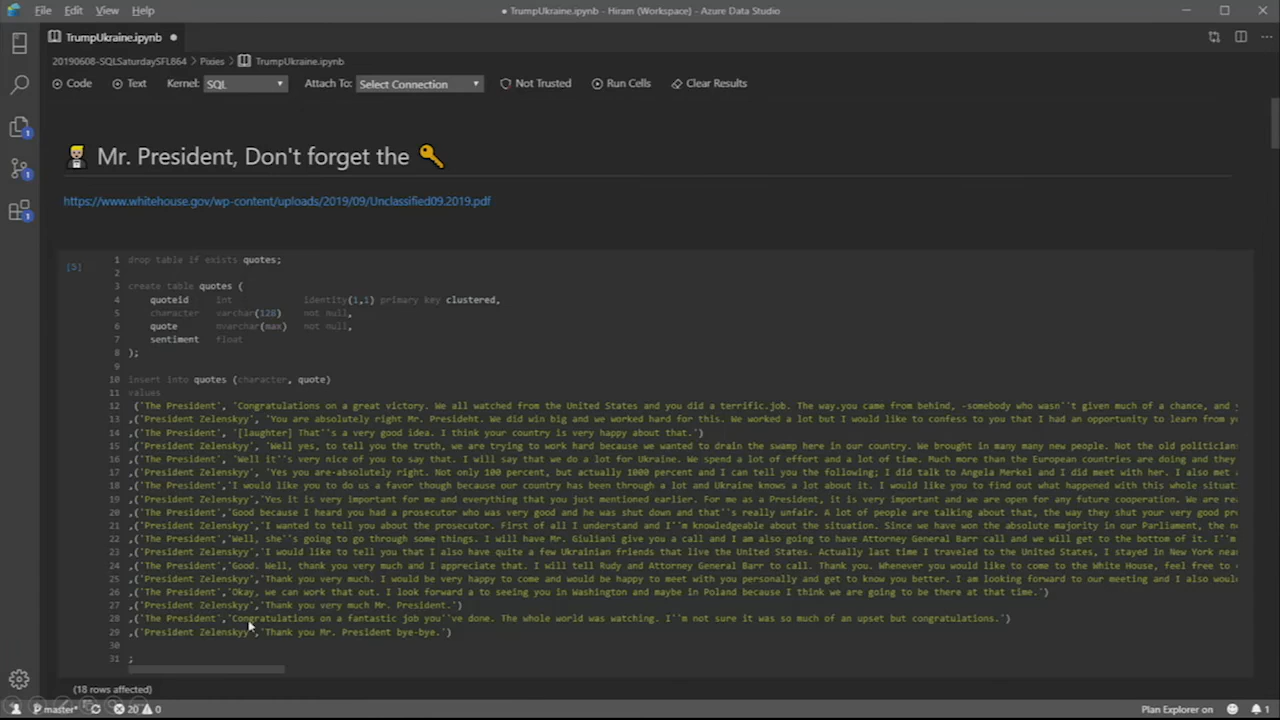 File Edit View Help
● TrumpUkraine.ipynb - Hiram (Workspace) - Azure Data Studio
TrumpUkraine.ipynb ●
20190608-SQLSaturdaySFL864 > Pixies > TrumpUkraine.ipynb
Code Text Kernel: SQL Attach To: Select Connection Not Trusted Run Cells Clear Results
Mr. President, Don't forget the
https://www.whitehouse.gov/wp-content/uploads/2019/09/Unclassified09.2019.pdf
[5]
1 drop table if exists quotes;
2
3 create table quotes (
4 quoteid int identity(1,1) primary key clustered,
5 character varchar(128) not null,
6 quote nvarchar(max) not null,
7 sentiment float
8 );
9
10 insert into quotes (character, quote)
11 values
12 ('The President', 'Congratulations on a great victory. We all watched from the United States and you did a terrific.job. The way.you came from behind, -somebody who wasn''t given much of a chance, and
13 ,('President Zelenskyy', 'You are absolutely right Mr. Presideht. We did win big and we worked hard for this. We worked a lot but I would like to confess to you that I had an opportunity to learn from
14 ,('The President', '[laughter] That''s a very good idea. I think your country is very happy about that.')
15 ,('President Zelenskyy', 'Well yes, to tell you the truth, we are trying to work hard because we wanted to drain the swamp here in our country. We brought in many many new people. Not the old politician
16 ,('The President', 'Well it''s very nice of you to say that. I will say that we do a lot for Ukraine. We spend a lot of effort and a lot of time. Much more than the European countries are doing and they
17 ,('President Zelenskyy', 'Yes you are-absolutely right. Not only 100 percent, but actually 1000 percent and I can tell you the following; I did talk to Angela Merkel and I did meet with her. I also met
18 ,('The President','I would like you to do us a favor though because our country has been through a lot and Ukraine knows a lot about it. I would like you to find out what happened with this whole situat
19 ,('President Zelenskyy','Yes it is very important for me and everything that you just mentioned earlier. For me as a President, it is very important and we are open for any future cooperation. We are re
20 ,('The President','Good because I heard you had a prosecutor who was very good and he was shut down and that''s really unfair. A lot of people are talking about that, the way they shut your very good pr
21 ,('President Zelenskyy','I wanted to tell you about the prosecutor. First of all I understand and I''m knowledgeable about the situation. Since we have won the absolute majority in our Parliament, the n
22 ,('The President','Well, she''s going to go through some things. I will have Mr. Giuliani give you a call and I am also going to have Attorney General Barr call and we will get to the bottom of it. I''m
23 ,('President Zelenskyy','I would like to tell you that I also have quite a few Ukrainian friends that live the United States. Actually last time I traveled to the United States, I stayed in New York near
24 ,('The President','Good. Well, thank you very much and I appreciate that. I will tell Rudy and Attorney General Barr to call. Thank you. Whenever you would like to come to the White House, feel free to
25 ,('President Zelenskyy','Thank you very much. I would be very happy to come and would be happy to meet with you personally and get to know you better. I am looking forward to our meeting and I also wou
26 ,('The President','Okay, we can work that out. I look forward a to seeing you in Washington and maybe in Poland because I think we are going to be there at that time.')
27 ,('President Zelenskyy','Thank you very much Mr. President.')
28 ,('The President','Congratulations on a fantastic job you''ve done. The whole world was watching. I''m not sure it was so much of an upset but congratulations.')
29 ,('President Zelenskyy','Thank you Mr. President bye-bye.')
30
31 ;
(18 rows affected)
master* 20 0 Plan Explorer on 1